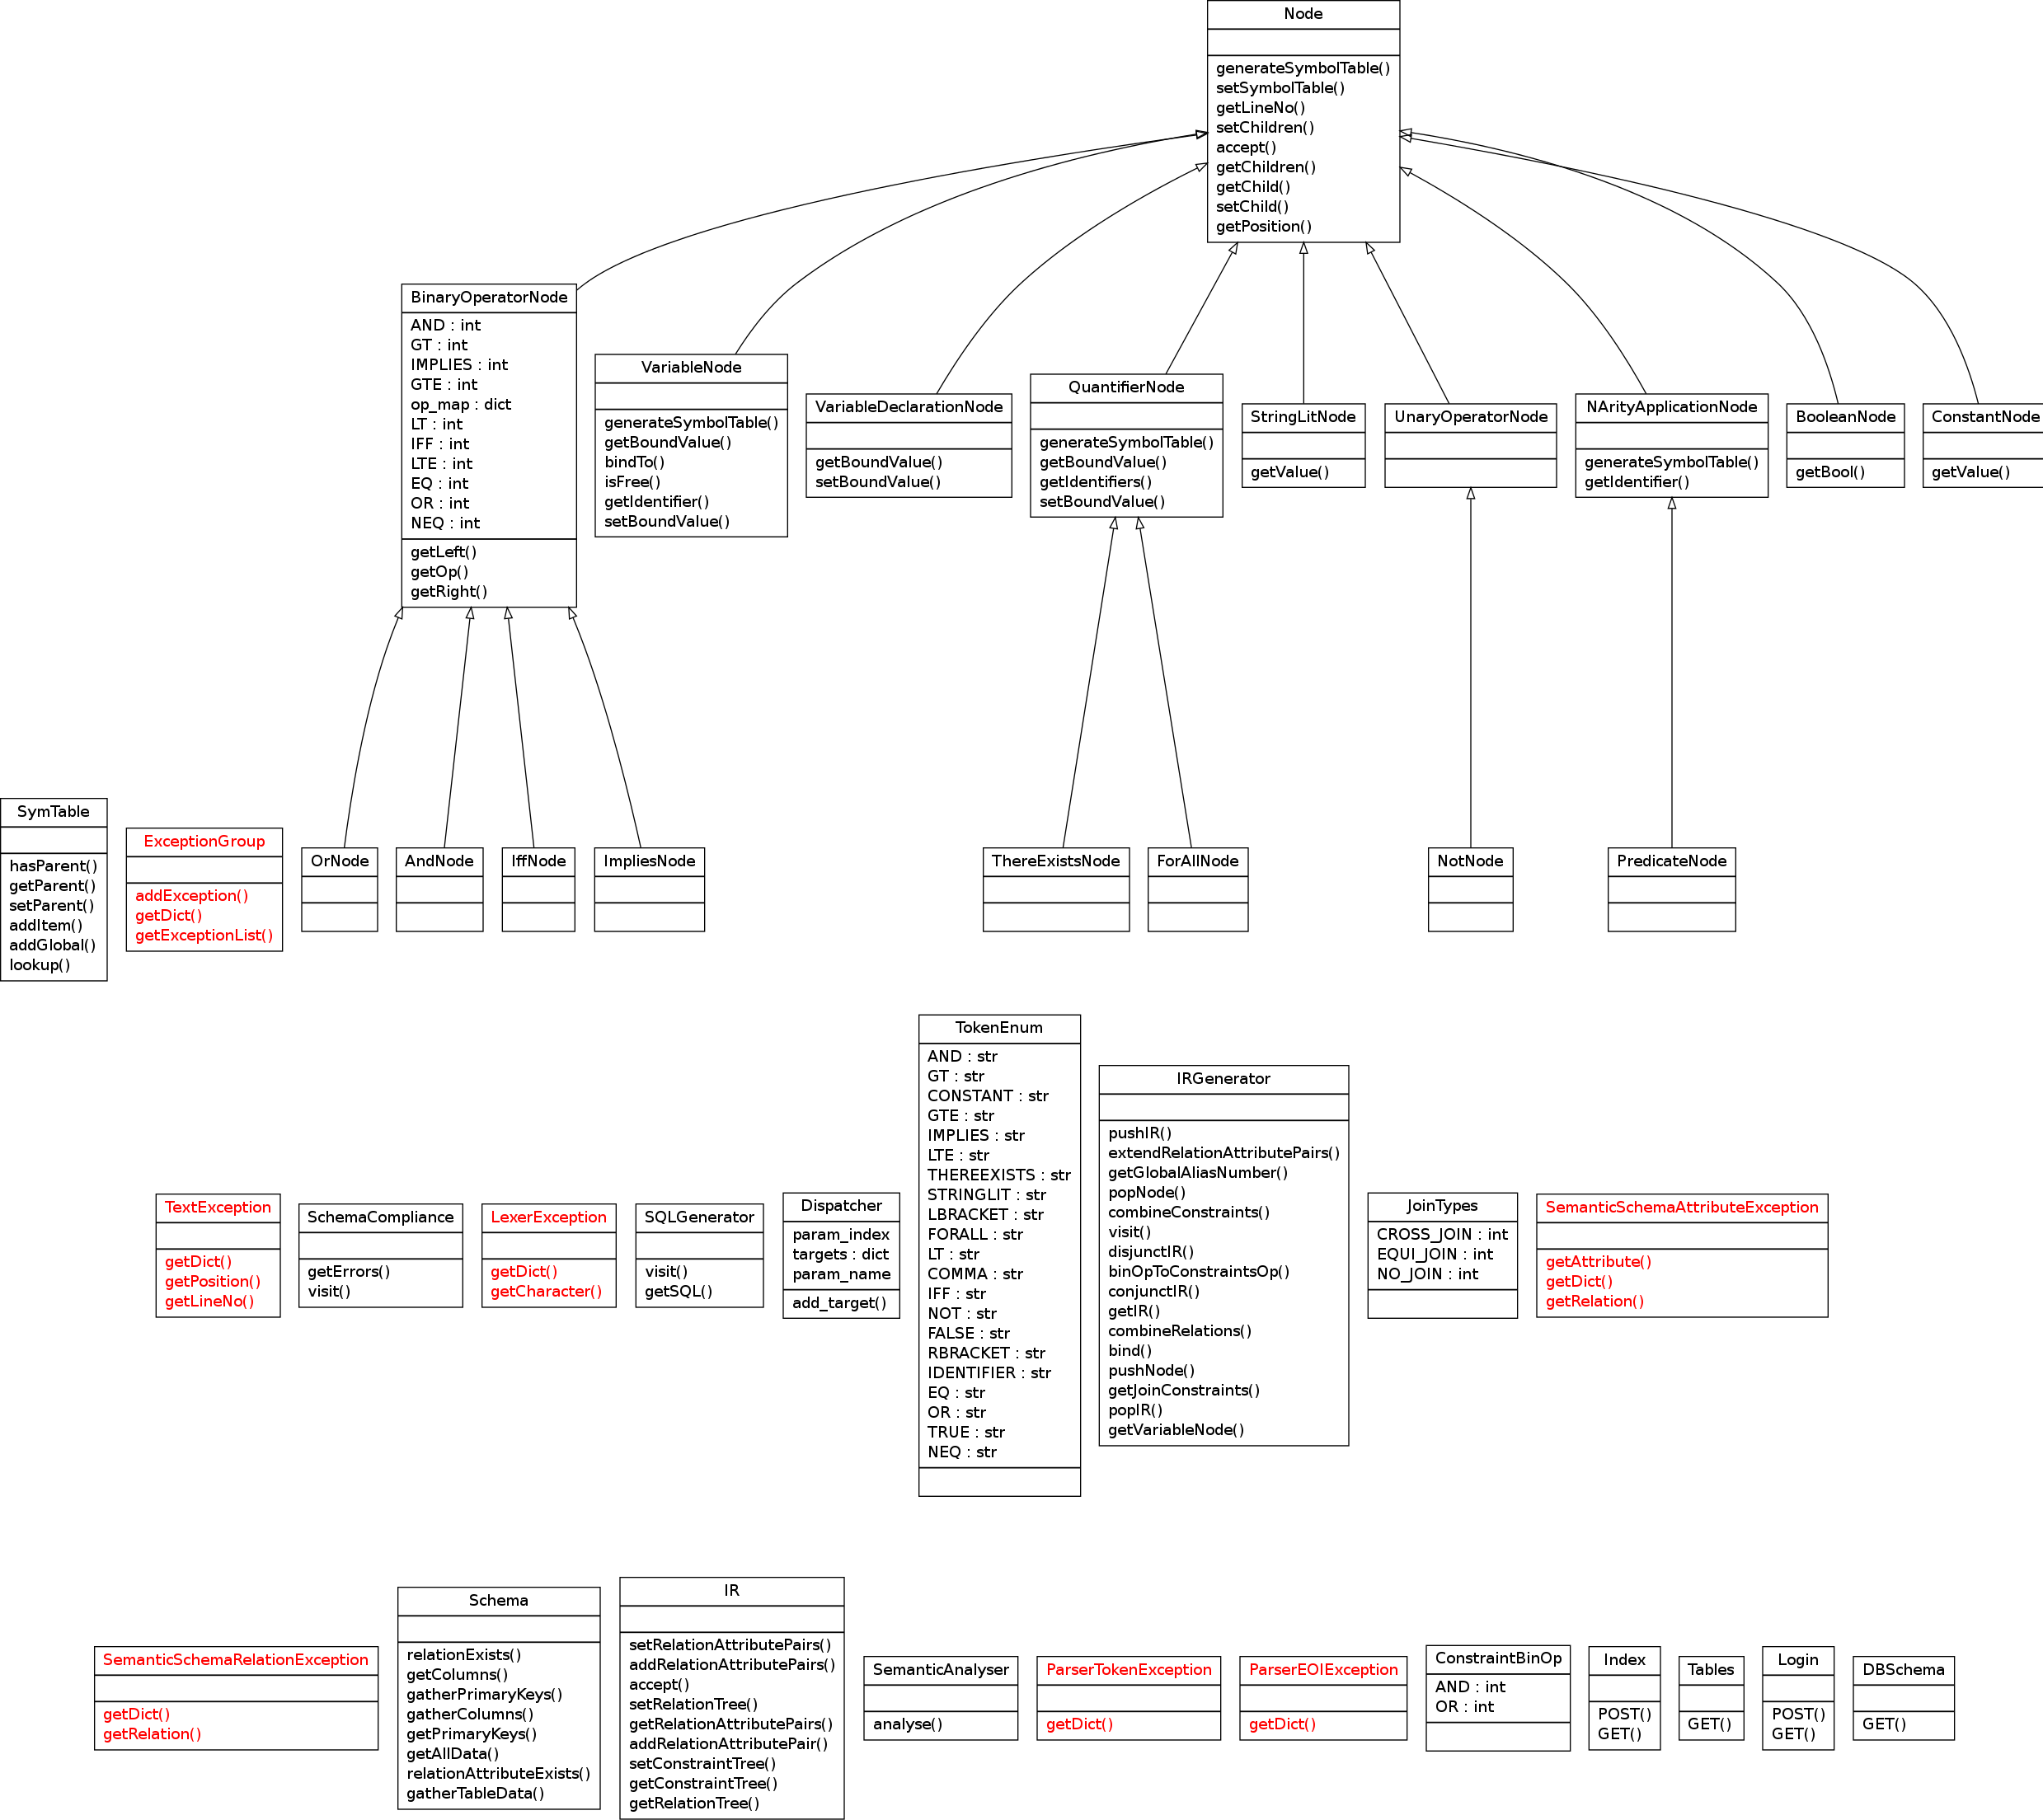 Node
generateSymbolTable()
setSymbolTable()
getLineNo()
setChildren()
accept()
getChildren()
getChild()
setChild()
getPosition()
BinaryOperatorNode
AND : int
GT : int
IMPLIES : int
GTE : int
op_map : dict
LT : int
IFF : int
LTE : int
EQ : int
OR : int
NEQ : int
getLeft()
getOp()
getRight()
VariableNode
generateSymbolTable()
getBoundValue()
bindTo()
isFree()
getIdentifier()
setBoundValue()
VariableDeclarationNode
getBoundValue()
setBoundValue()
QuantifierNode
generateSymbolTable()
getBoundValue()
getIdentifiers()
setBoundValue()
StringLitNode
getValue()
UnaryOperatorNode
NArityApplicationNode
generateSymbolTable()
getIdentifier()
BooleanNode
getBool()
ConstantNode
getValue()
SymTable
hasParent()
getParent()
setParent()
addItem()
addGlobal()
lookup()
ExceptionGroup
addException()
getDict()
getExceptionList()
OrNode
AndNode
IffNode
ImpliesNode
ThereExistsNode
ForAllNode
NotNode
PredicateNode
TextException
getDict()
getPosition()
getLineNo()
SchemaCompliance
getErrors()
visit()
LexerException
getDict()
getCharacter()
SQLGenerator
visit()
getSQL()
Dispatcher
param_index
targets : dict
param_name
add_target()
TokenEnum
AND : str
GT : str
CONSTANT : str
GTE : str
IMPLIES : str
LTE : str
THEREEXISTS : str
STRINGLIT : str
LBRACKET : str
FORALL : str
LT : str
COMMA : str
IFF : str
NOT : str
FALSE : str
RBRACKET : str
IDENTIFIER : str
EQ : str
OR : str
TRUE : str
NEQ : str
IRGenerator
pushIR()
extendRelationAttributePairs()
getGlobalAliasNumber()
popNode()
combineConstraints()
visit()
disjunctIR()
binOpToConstraintsOp()
conjunctIR()
getIR()
combineRelations()
bind()
pushNode()
getJoinConstraints()
popIR()
getVariableNode()
JoinTypes
CROSS_JOIN : int
EQUI_JOIN : int
NO_JOIN : int
SemanticSchemaAttributeException
getAttribute()
getDict()
getRelation()
SemanticSchemaRelationException
getDict()
getRelation()
Schema
relationExists()
getColumns()
gatherPrimaryKeys()
gatherColumns()
getPrimaryKeys()
getAllData()
relationAttributeExists()
gatherTableData()
IR
setRelationAttributePairs()
addRelationAttributePairs()
accept()
setRelationTree()
getRelationAttributePairs()
addRelationAttributePair()
setConstraintTree()
getConstraintTree()
getRelationTree()
SemanticAnalyser
analyse()
ParserTokenException
getDict()
ParserEOIException
getDict()
ConstraintBinOp
AND : int
OR : int
Index
POST()
GET()
Tables
GET()
Login
POST()
GET()
DBSchema
GET()